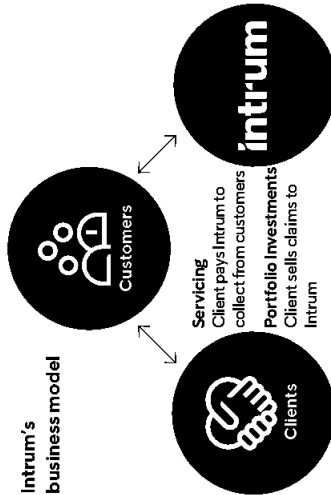 Intrum's
business model
Customers
Clients
Servicing
Client pays Intrum to
collect from customers
Portfolio Investments
Client sells claims to
Intrum
intrum